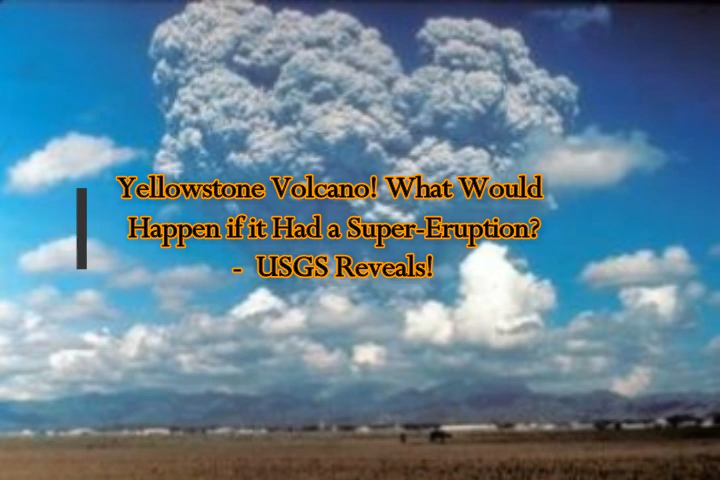 Yellowstone Volcano! What Would
Happen if it Had a Super-Eruption?
- USGS Reveals!